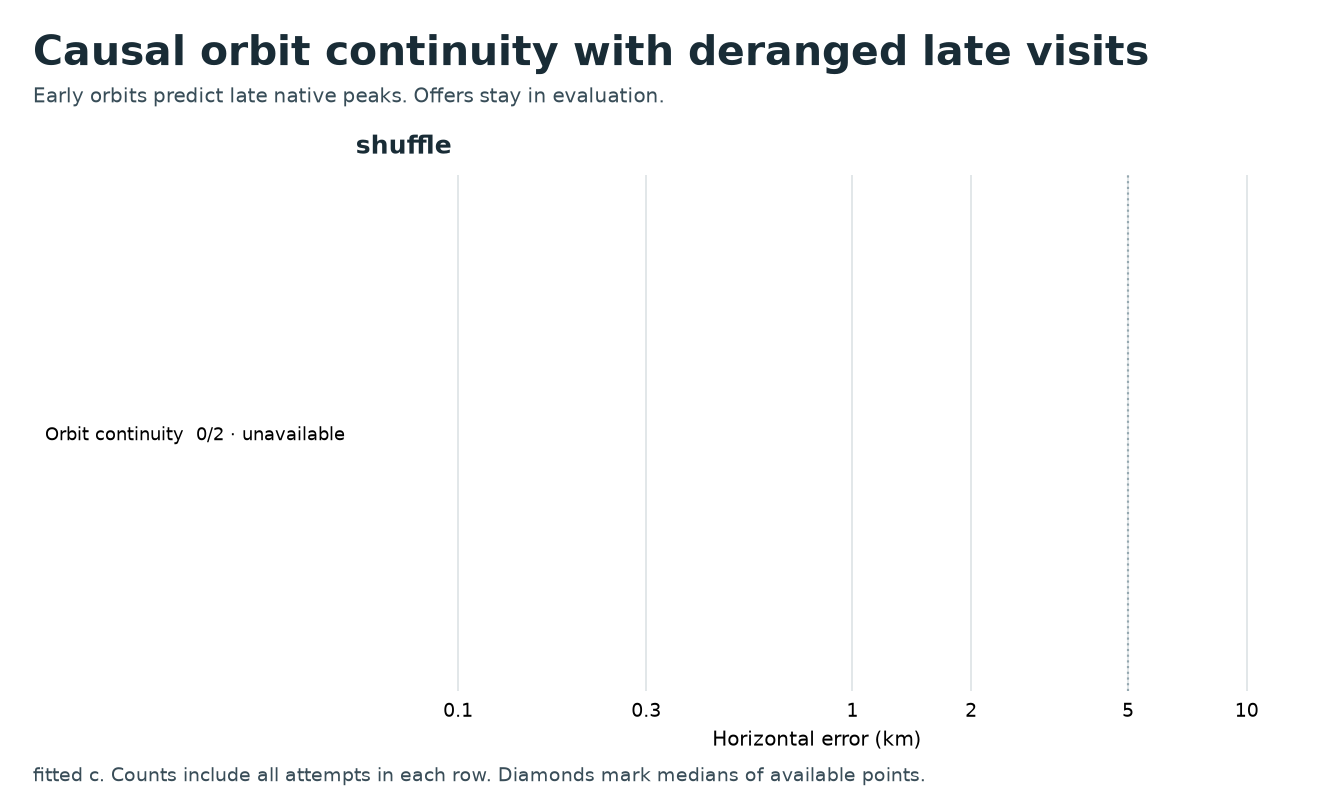 Causal orbit continuity with deranged late visits
Early orbits predict late native peaks. Offers stay in evaluation.
shuffle
Orbit continuity 0/2 · unavailable
0.1 0.3 1 2 5 10
Horizontal error (km)
fitted c. Counts include all attempts in each row. Diamonds mark medians of available points.